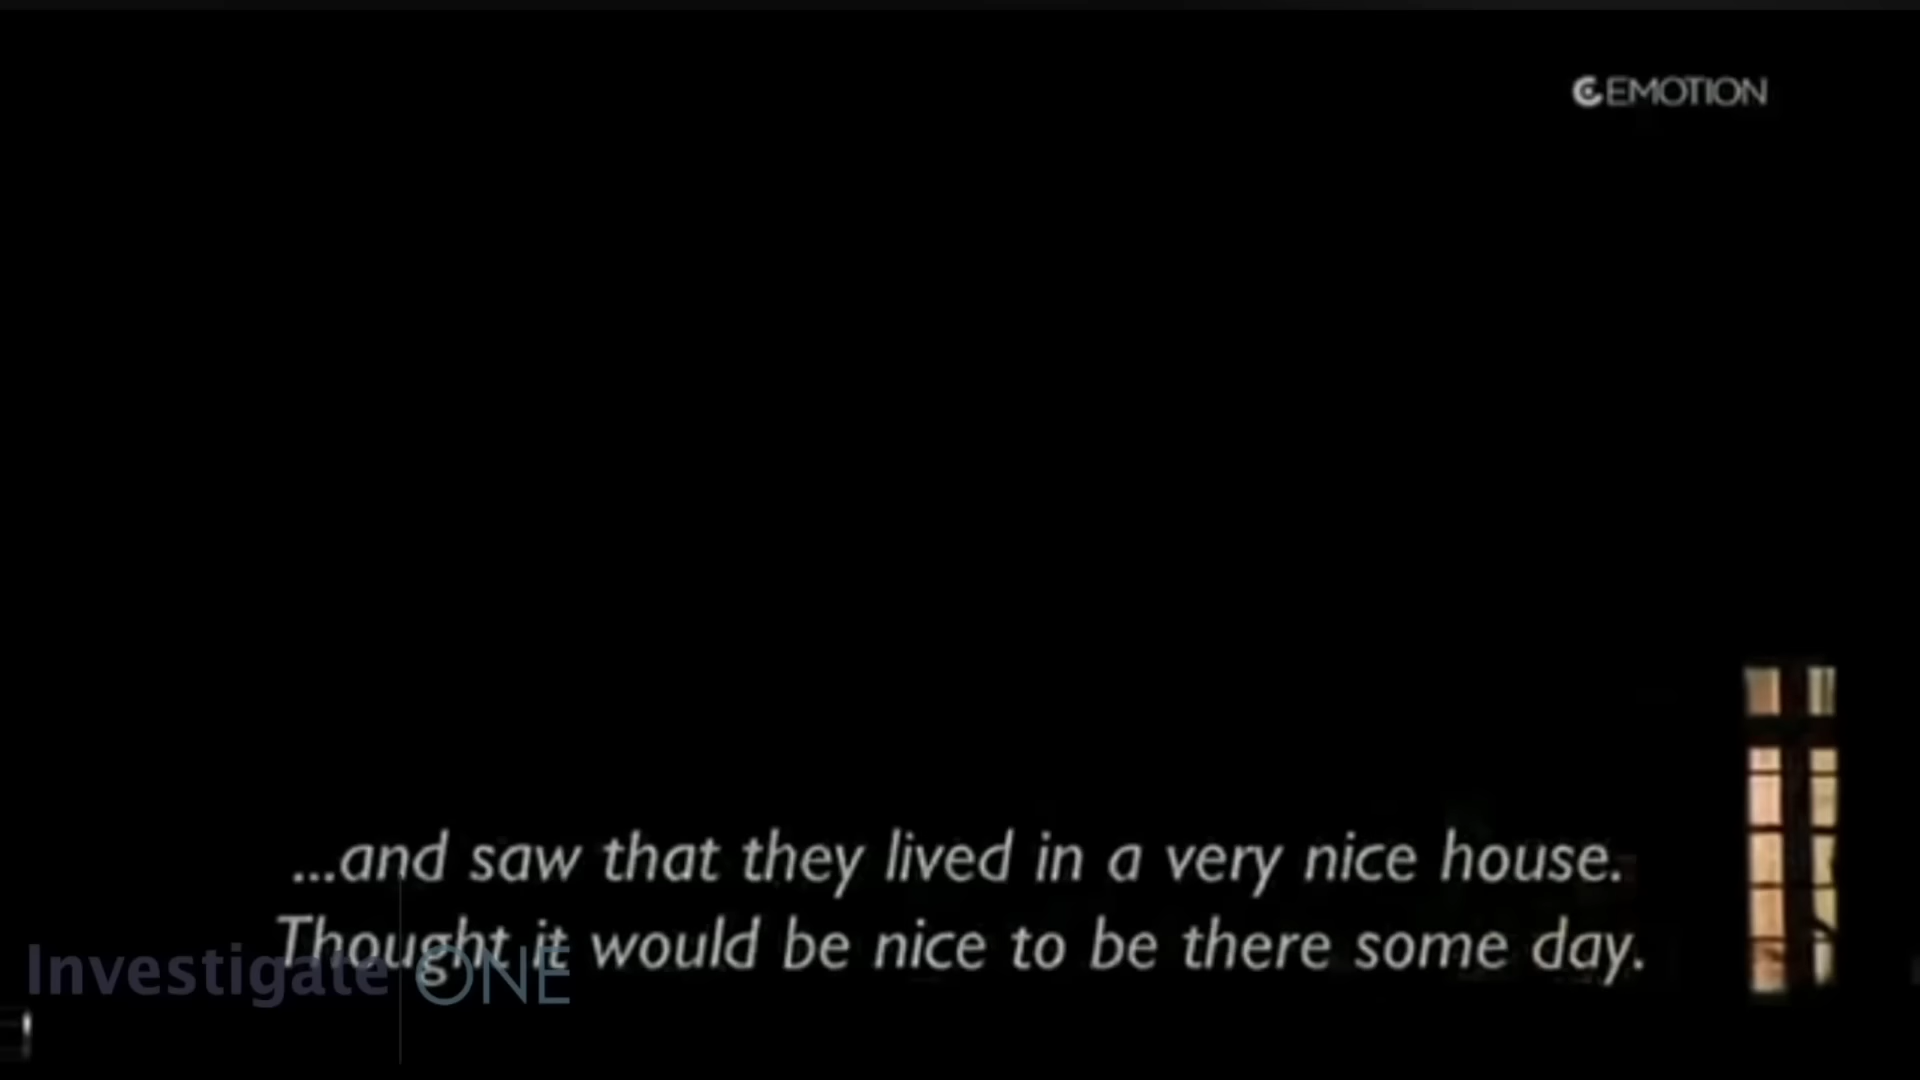 EMOTION
...and saw that they lived in a very nice house.
Thought it would be nice to be there some day.
Investigate ONE